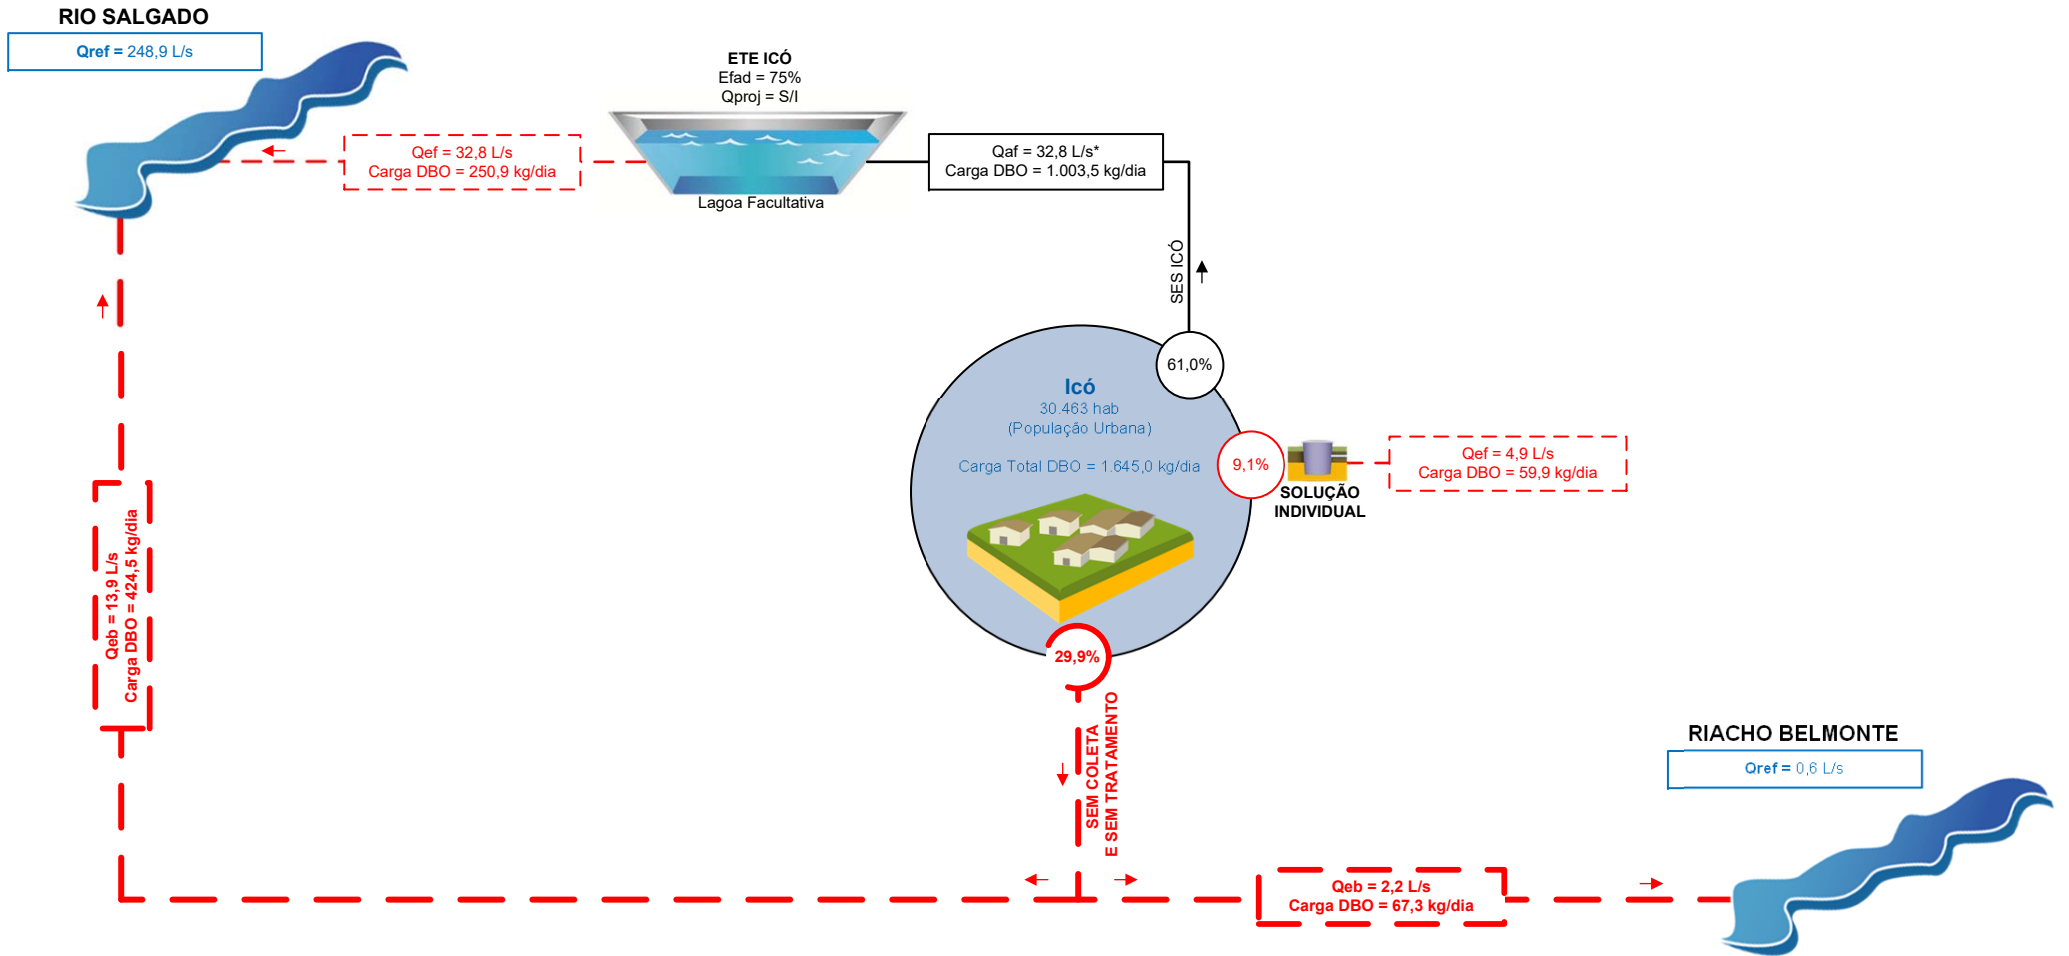 RIO SALGADO
Qref = 248,9 L/s
ETE ICÓ
Efad = 75%
Qproj = S/I
Qef = 32,8 L/s
Carga DBO = 250,9 kg/dia
Lagoa Facultativa
Qaf = 32,8 L/s*
Carga DBO = 1.003,5 kg/dia
SES ICÓ
61,0%
Icó
30.463 hab
(População Urbana)
Carga Total DBO = 1.645,0 kg/dia
9,1%
SOLUÇÃO
INDIVIDUAL
Qef = 4,9 L/s
Carga DBO = 59,9 kg/dia
29,9%
SEM COLETA
E SEM TRATAMENTO
Qeb = 13,9 L/s
Carga DBO = 424,5 kg/dia
RIACHO BELMONTE
Qref = 0,6 L/s
Qeb = 2,2 L/s
Carga DBO = 67,3 kg/dia